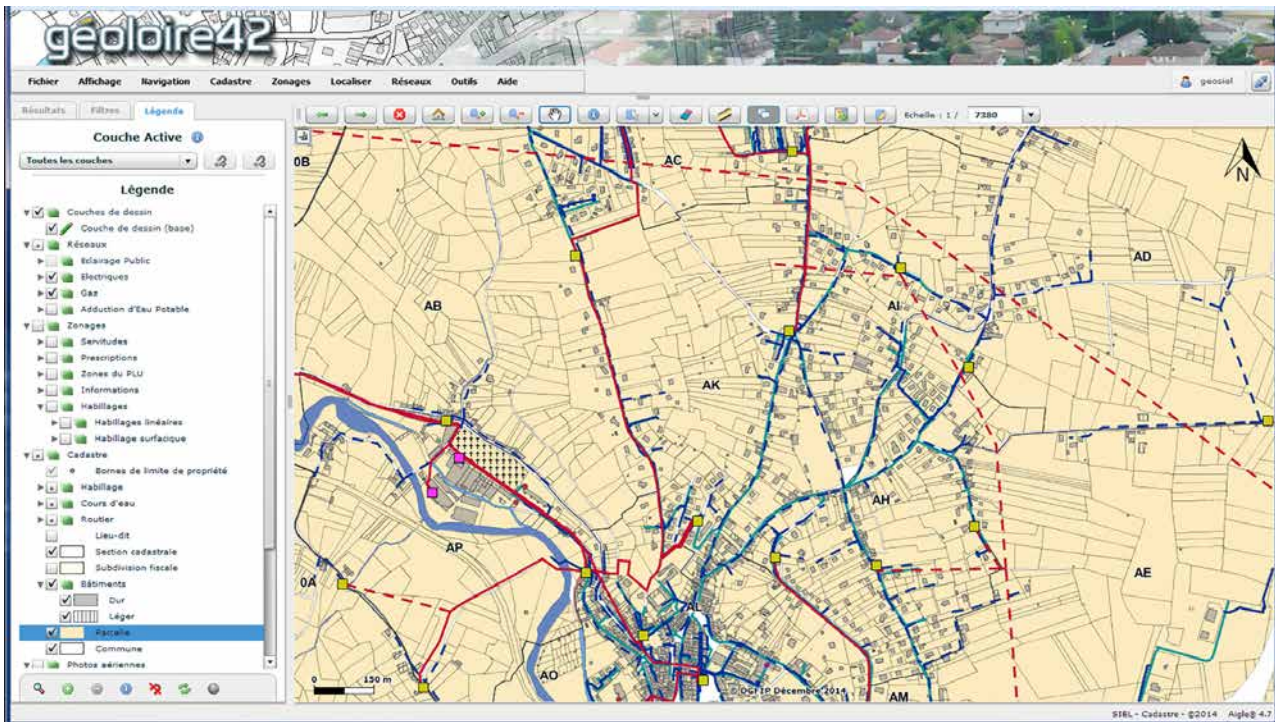 géoloire42
Fichier Affichage Navigation Cadastre Zonages Localiser Réseaux Outils Aide
geosiel
Résultats Filtres Légende
Echelle : 1 / 7380
Couche Active
Toutes les couches
Légende
Couches de dessin
Couche de dessin (base)
Réseaux
Eclairage Public
Electriques
Gaz
Adduction d'Eau Potable
Zonages
Servitudes
Prescriptions
Zones du PLU
Informations
Habillages
Habillages linéaires
Habillage surfacique
Cadastre
Bornes de limite de propriété
Habillage
Cours d'eau
Routier
Lieu-dit
Section cadastrale
Subdivision fiscale
Bâtiments
Dur
Léger
Parcelle
Commune
Photos aériennes
0B
AC
N
AD
AB
AI
AK
AH
AP
0A
AE
AL
AO
AM
0 150 m
© DGFIP Décembre 2014
SIEL - Cadastre - ©2014 Aigle® 4.7